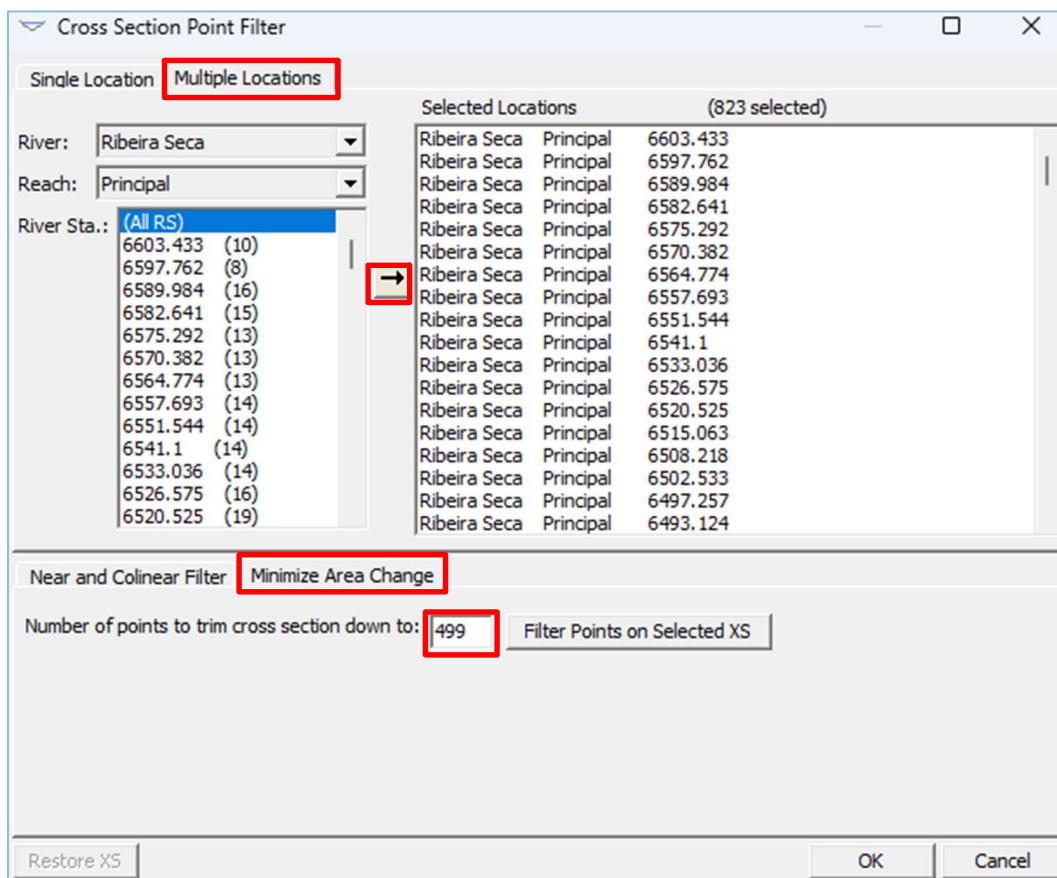 Cross Section Point Filter
Single Location Multiple Locations
Selected Locations (823 selected)
River: Ribeira Seca
Reach: Principal
River Sta.: (All RS)
6603.433 (10)
6597.762 (8)
6589.984 (16)
6582.641 (15)
6575.292 (13)
6570.382 (13)
6564.774 (13)
6557.693 (14)
6551.544 (14)
6541.1 (14)
6533.036 (14)
6526.575 (16)
6520.525 (19)
Ribeira Seca Principal 6603.433
Ribeira Seca Principal 6597.762
Ribeira Seca Principal 6589.984
Ribeira Seca Principal 6582.641
Ribeira Seca Principal 6575.292
Ribeira Seca Principal 6570.382
Ribeira Seca Principal 6564.774
Ribeira Seca Principal 6557.693
Ribeira Seca Principal 6551.544
Ribeira Seca Principal 6541.1
Ribeira Seca Principal 6533.036
Ribeira Seca Principal 6526.575
Ribeira Seca Principal 6520.525
Ribeira Seca Principal 6515.063
Ribeira Seca Principal 6508.218
Ribeira Seca Principal 6502.533
Ribeira Seca Principal 6497.257
Ribeira Seca Principal 6493.124
Near and Colinear Filter Minimize Area Change
Number of points to trim cross section down to: 499 Filter Points on Selected XS
Restore XS OK Cancel